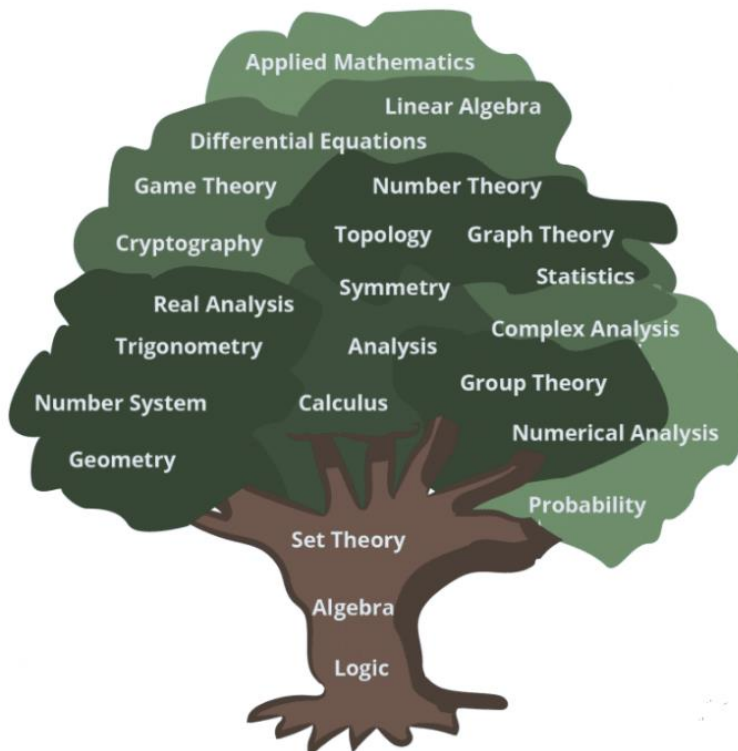 Applied Mathematics
Linear Algebra
Differential Equations
Game Theory
Number Theory
Cryptography
Topology
Graph Theory
Statistics
Symmetry
Real Analysis
Complex Analysis
Trigonometry
Analysis
Group Theory
Number System
Calculus
Numerical Analysis
Geometry
Probability
Set Theory
Algebra
Logic